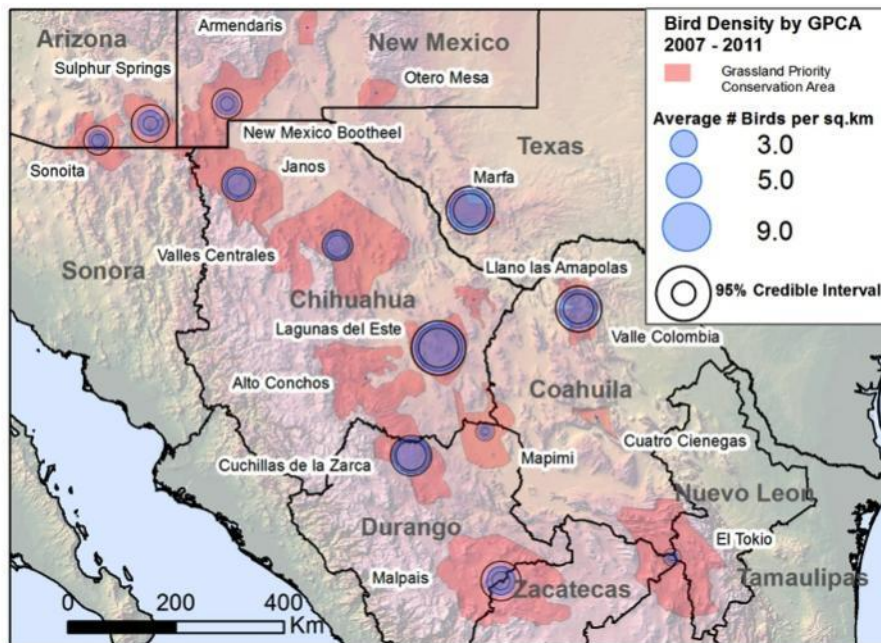 Arizona
Armendaris
New Mexico
Sulphur Springs
Otero Mesa
New Mexico Bootheel
Texas
Sonoita
Janos
Marfa
Sonora
Valles Centrales
Llano las Amapolas
Chihuahua
Lagunas del Este
Valle Colombia
Alto Conchos
Coahuila
Cuatro Cienegas
Cuchillas de la Zarca
Mapimi
Nuevo Leon
Durango
El Tokio
Malpais
Zacatecas
Tamaulipas
0 200 400
Km
Bird Density by GPCA
2007 - 2011
Grassland Priority
Conservation Area
Average # Birds per sq.km
3.0
5.0
9.0
95% Credible Interval